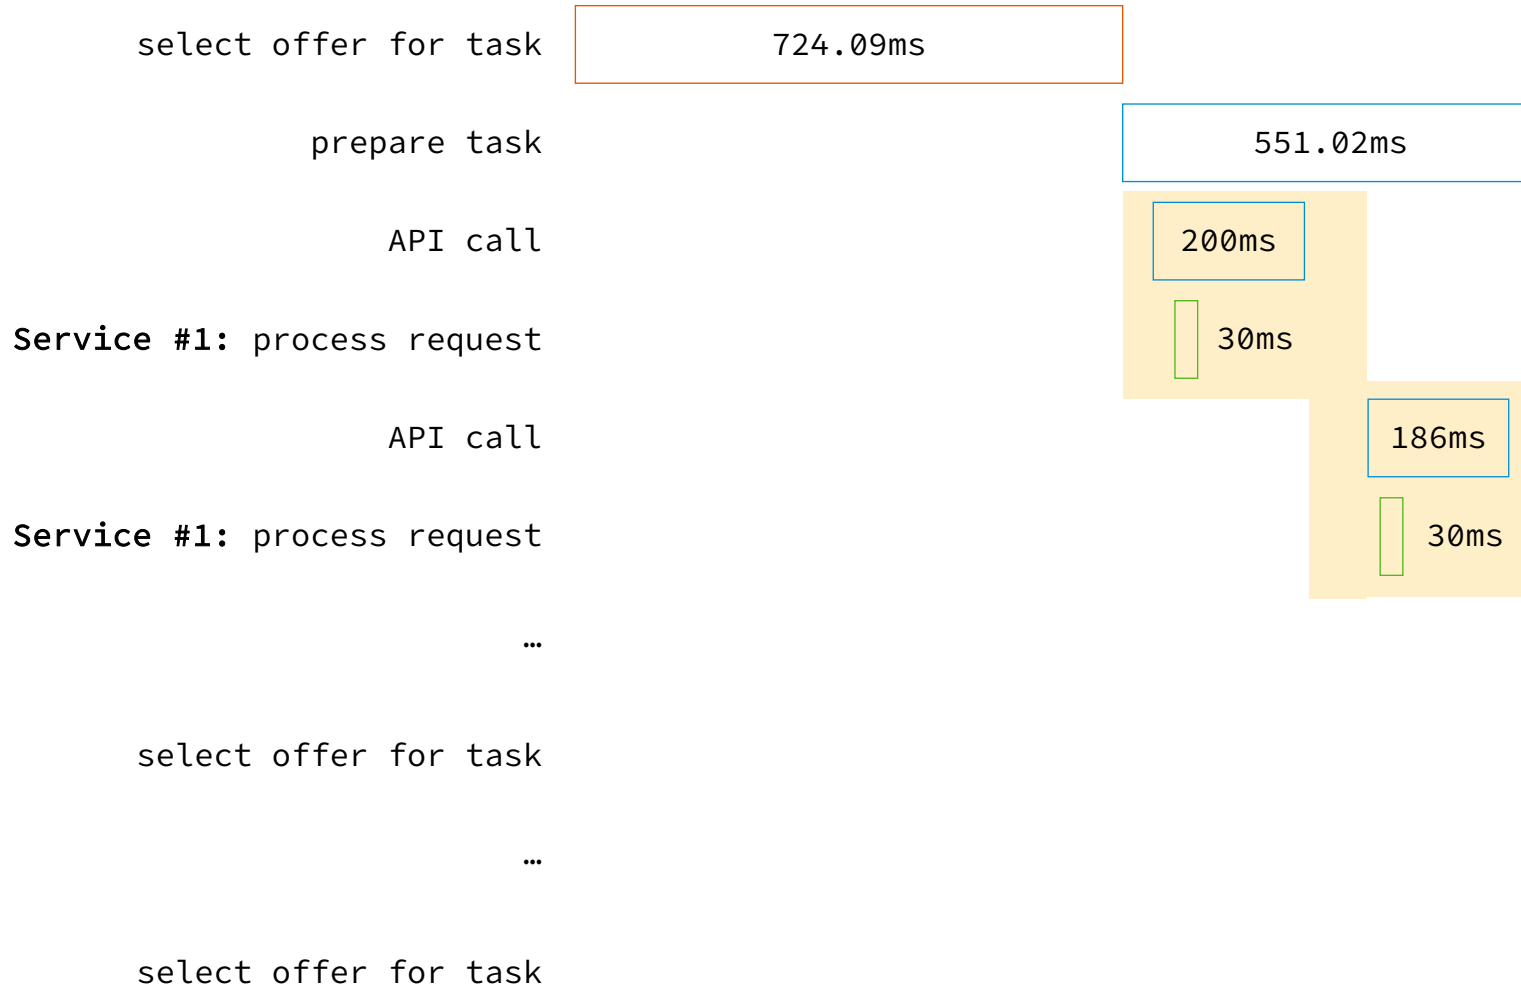 select offer for task 724.09ms
prepare task 551.02ms
API call 200ms
Service #1: process request 30ms
API call 186ms
Service #1: process request 30ms
…
select offer for task
…
select offer for task